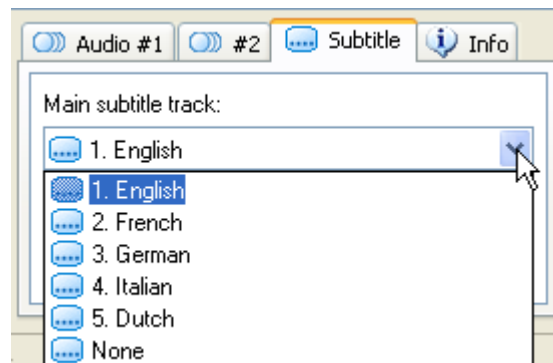 Audio #1 #2 Subtitle Info
Main subtitle track:
1. English
1. English
2. French
3. German
4. Italian
5. Dutch
None